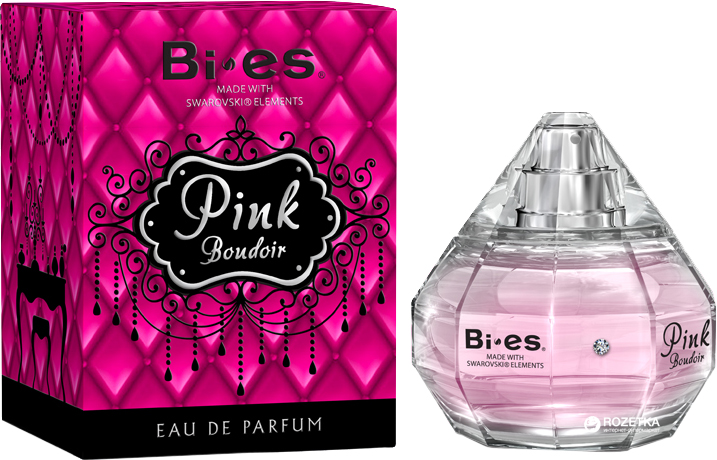 Bi·es®
MADE WITH
SWAROVSKI® ELEMENTS
Pink
Boudoir
EAU DE PARFUM
Bi·es®
MADE WITH
SWAROVSKI® ELEMENTS
Pink
Boudoir
ROZETKA